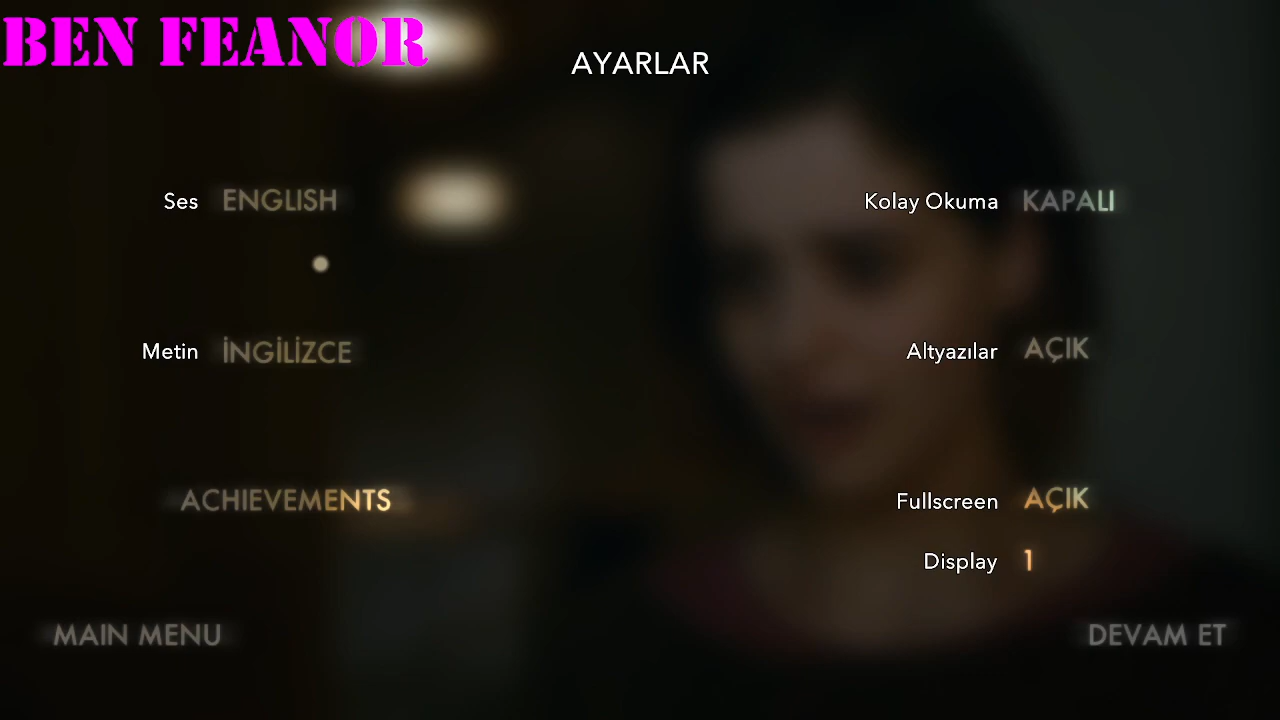 BEN FEANOR
AYARLAR
Ses ENGLISH
Kolay Okuma KAPALI
Metin İNGİLİZCE
Altyazılar AÇIK
ACHIEVEMENTS
Fullscreen AÇIK
Display 1
MAIN MENU
DEVAM ET